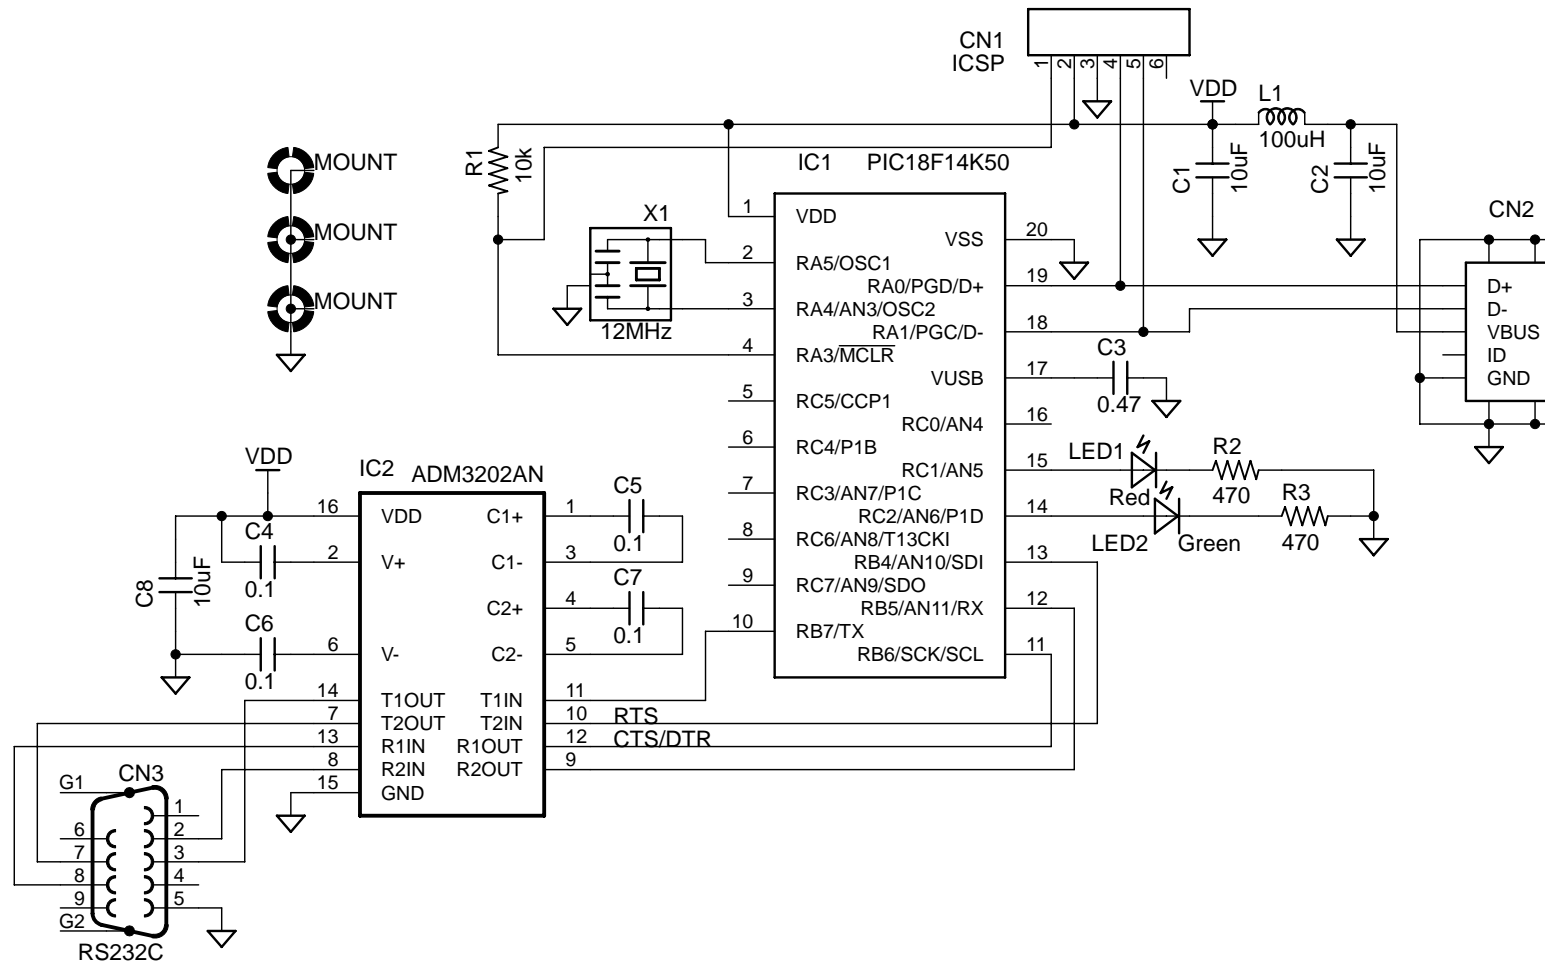 CN1
ICSP
1 2 3 4 5 6
VDD
L1
100uH
C1
10uF
C2
10uF
R1
10k
MOUNT
MOUNT
MOUNT
IC1 PIC18F14K50
X1
12MHz
1 VDD
2 RA5/OSC1
3 RA4/AN3/OSC2
4 RA3/MCLR
5 RC5/CCP1
6 RC4/P1B
7 RC3/AN7/P1C
8 RC6/AN8/T13CKI
9 RC7/AN9/SDO
10 RB7/TX
VSS 20
RA0/PGD/D+ 19
RA1/PGC/D- 18
VUSB 17
RC0/AN4 16
RC1/AN5 15
RC2/AN6/P1D 14
RB4/AN10/SDI 13
RB5/AN11/RX 12
RB6/SCK/SCL 11
CN2
D+
D-
VBUS
ID
GND
C3
0.47
LED1
Red
R2
470
LED2 Green
R3
470
VDD
IC2 ADM3202AN
16 VDD
2 V+
6 V-
14 T1OUT
7 T2OUT
13 R1IN
8 R2IN
15 GND
C1+ 1
C1- 3
C2+ 4
C2- 5
T1IN 11
T2IN 10 RTS
R1OUT 12 CTS/DTR
R2OUT 9
C5
0.1
C7
0.1
C4
0.1
C8
10uF
C6
0.1
CN3
G1
1
6 2
7 3
8 4
9 5
G2
RS232C